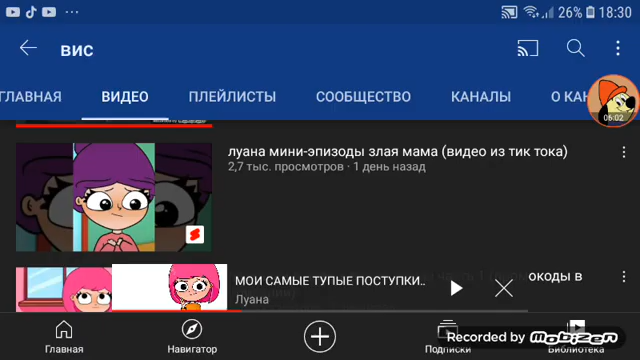 26% 18:30
вис
ГЛАВНАЯ ВИДЕО ПЛЕЙЛИСТЫ СООБЩЕСТВО КАНАЛЫ О КАН
06:02
луана мини-эпизоды злая мама (видео из тик тока)
2,7 тыс. просмотров · 1 день назад
МОИ САМЫЕ ТУПЫЕ ПОСТУПКИ..
окоды в
Луана
Главная Навигатор Подписки Библиотека
Recorded by Mobizen